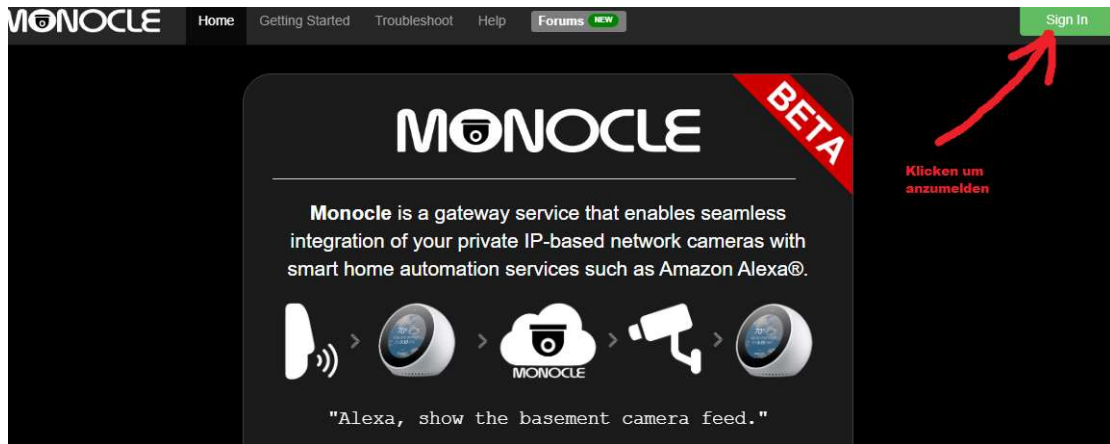 MONOCLE Home Getting Started Troubleshoot Help Forums NEW Sign In
BETA
MONOCLE
Klicken um
anzumelden
Monocle is a gateway service that enables seamless
integration of your private IP-based network cameras with
smart home automation services such as Amazon Alexa®.
MONOCLE
"Alexa, show the basement camera feed."